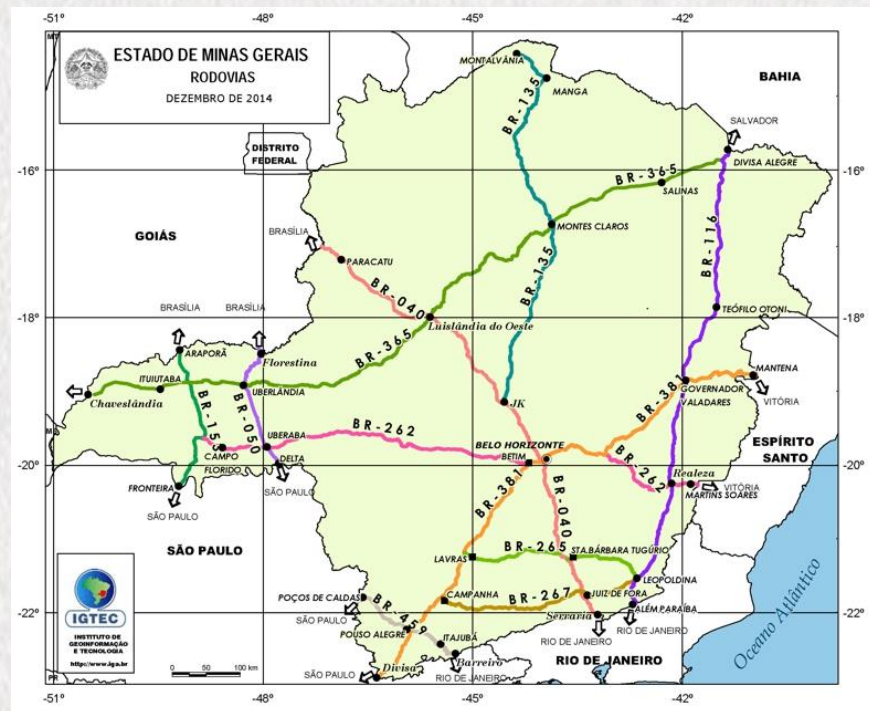 -51°
-48°
-45°
-42°
MT
ESTADO DE MINAS GERAIS
RODOVIAS
DEZEMBRO DE 2014
MONTALVÂNIA
MANGA
BR-135
BAHIA
SALVADOR
DISTRITO
FEDERAL
-16°
-16°
DIVISA ALEGRE
BR-365
SALINAS
GOIÁS
BRASÍLIA
MONTES CLAROS
PARACATU
BR-135
BR-116
BR-040
BRASÍLIA
BRASÍLIA
TEÓFILO OTONI
-18°
-18°
Luislândia do Oeste
BR-365
ARAPORÃ
Florestina
MANTENA
ITUIUTABA
UBERLÂNDIA
BR-381
GOVERNADOR
VALADARES
Chaveslândia
JK
VITÓRIA
BR-153
BR-050
UBERABA
BR-262
BELO HORIZONTE
ESPÍRITO
SANTO
CAMPO
FLORIDO
BETIM
DELTA
-20°
-20°
BR-262
Realeza
FRONTEIRA
SÃO PAULO
BR-381
BR-040
VITÓRIA
MARTINS SOARES
SÃO PAULO
SÃO PAULO
BR-265
STA.BÁRBARA TUGÚRIO
LAVRAS
LEOPOLDINA
IGTEC
INSTITUTO DE
GEOINFORMAÇÃO
E TECNOLOGIA
http://www.iga.br
POÇOS DE CALDAS
CAMPANHA
BR-267
JUIZ DE FORA
ALÉM PARAÍBA
-22°
-22°
SÃO PAULO
BR-459
Serraria
POUSO ALEGRE
ITAJUBÁ
RIO DE JANEIRO
RIO DE JANEIRO
Oceano Atlântico
0 50 100 km
SÃO PAULO
Divisa
Barreiro
RIO DE JANEIRO
RIO DE JANEIRO
PR
-51°
-48°
-45°
-42°